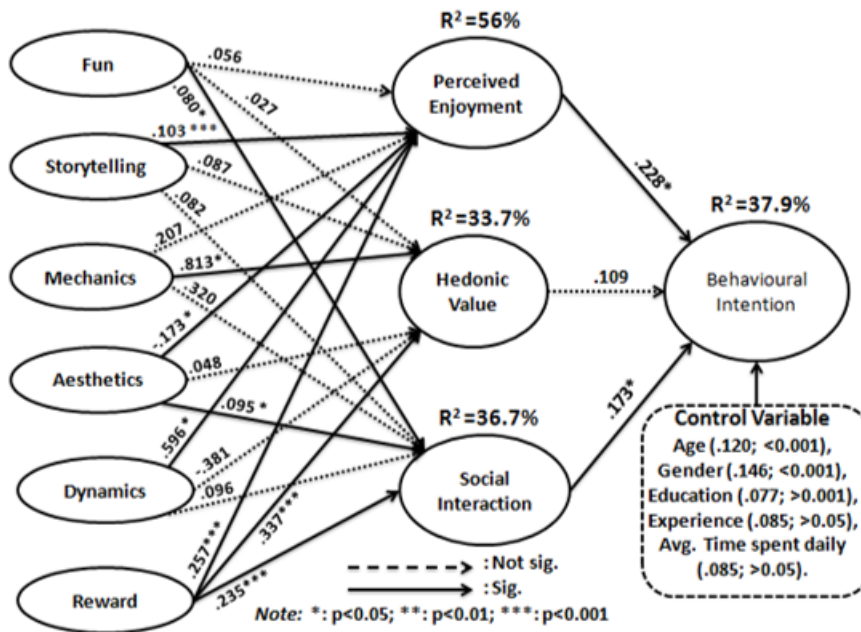 R² =56%
Fun
.056
Perceived
Enjoyment
.080*
.027
.103 ***
Storytelling
.087
.228*
.082
R² =33.7%
R² =37.9%
.207
Mechanics
.813*
Hedonic
Value
.109
Behavioural
Intention
.320
-.173 *
Aesthetics
.048
.095 *
R² =36.7%
.173*
.596*
-.381
Dynamics
.096
Social
Interaction
.337***
.257***
.235***
Reward
Control Variable
Age (.120; <0.001),
Gender (.146; <0.001),
Education (.077; >0.001),
Experience (.085; >0.05),
Avg. Time spent daily
(.085; >0.05).
: Not sig.
: Sig.
Note: *: p<0.05; **: p<0.01; ***: p<0.001